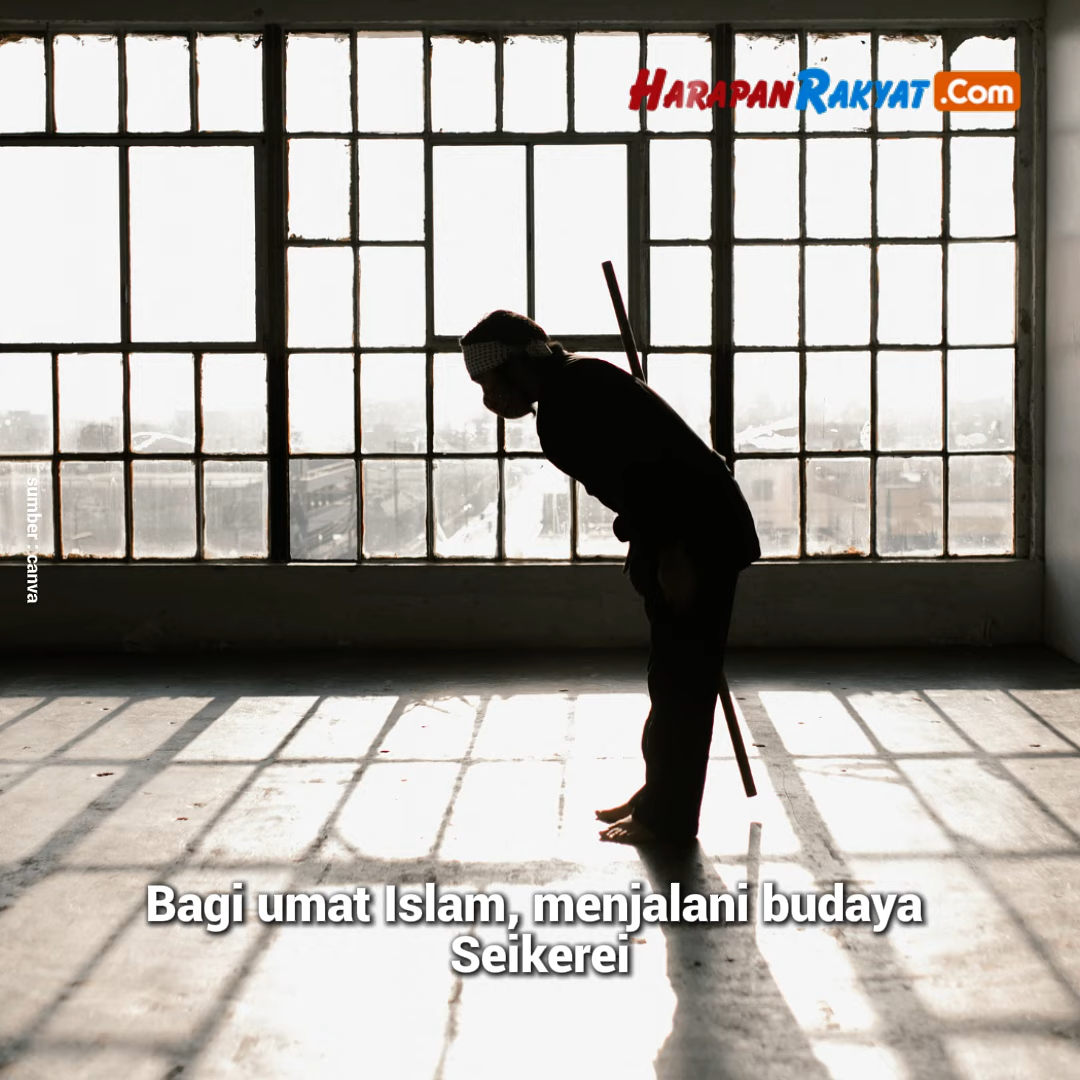 HARAPANRAKYAT.Com
sumber : canva
Bagi umat Islam, menjalani budaya
Seikerei